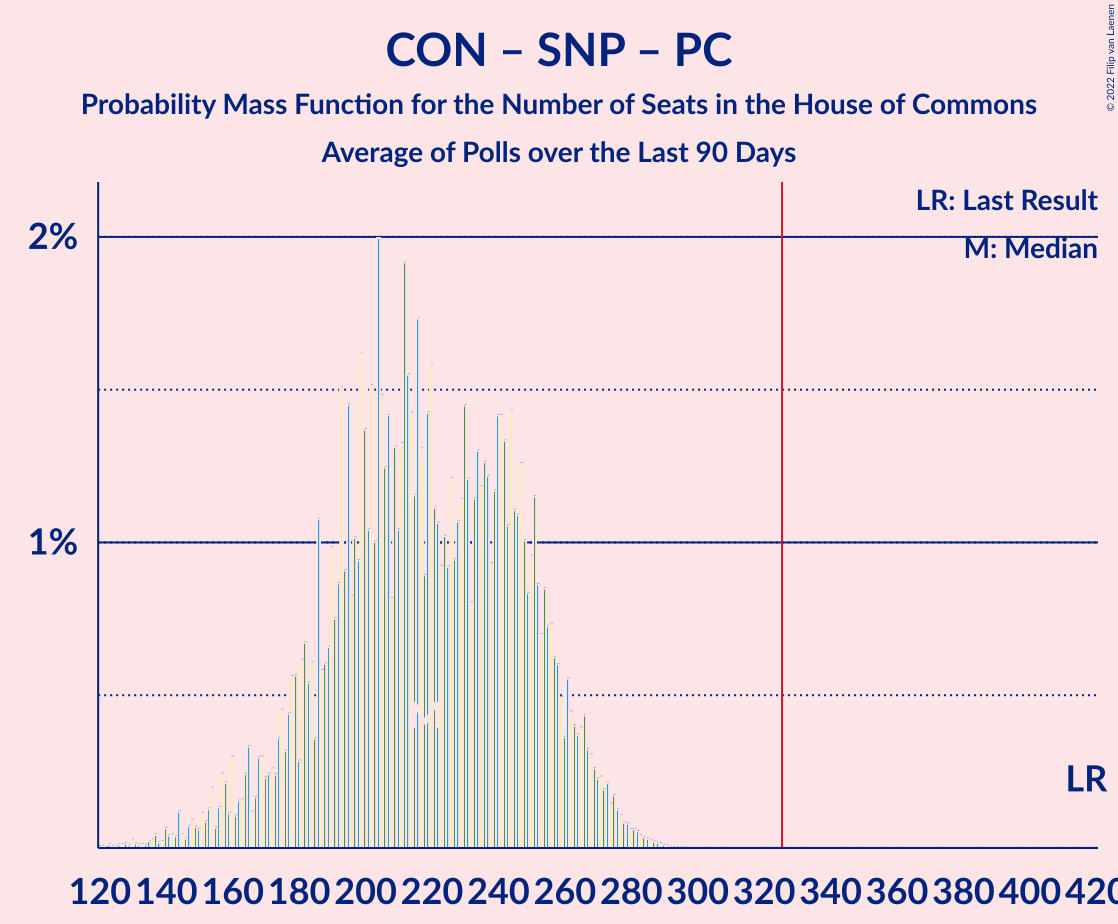 CON – SNP – PC
Probability Mass Function for the Number of Seats in the House of Commons
Average of Polls over the Last 90 Days
© 2022 Filip van Laenen
LR: Last Result
M: Median
2%
1%
LR
120 140 160 180 200 220 240 260 280 300 320 340 360 380 400 420